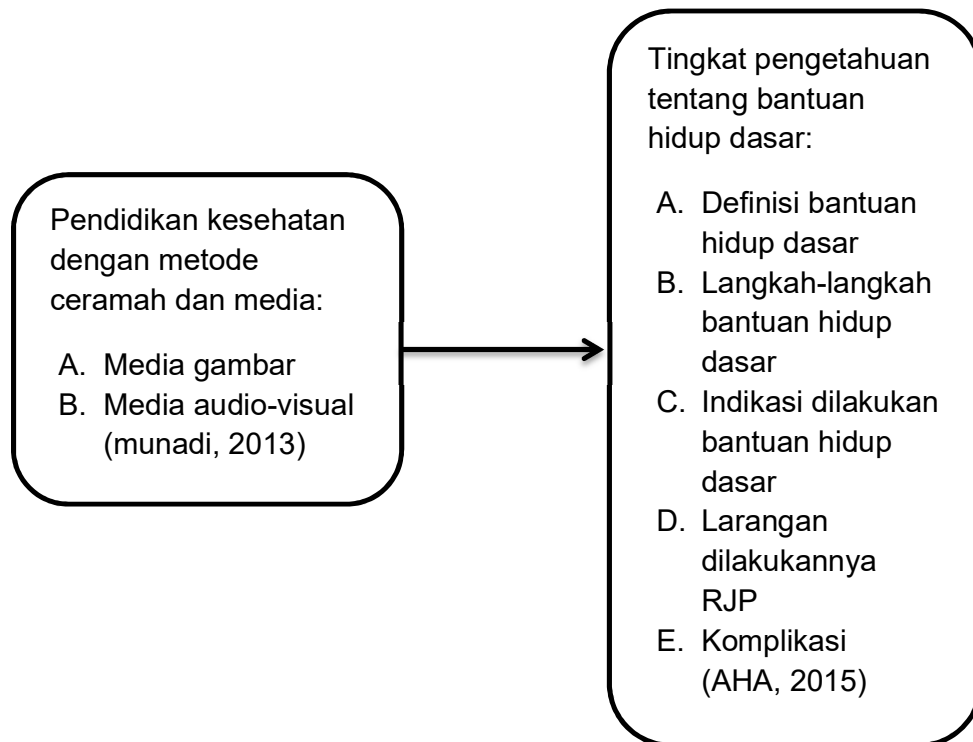 Pendidikan kesehatan
dengan metode
ceramah dan media:
A. Media gambar
B. Media audio-visual
(munadi, 2013)
Tingkat pengetahuan
tentang bantuan
hidup dasar:
A. Definisi bantuan
hidup dasar
B. Langkah-langkah
bantuan hidup
dasar
C. Indikasi dilakukan
bantuan hidup
dasar
D. Larangan
dilakukannya
RJP
E. Komplikasi
(AHA, 2015)